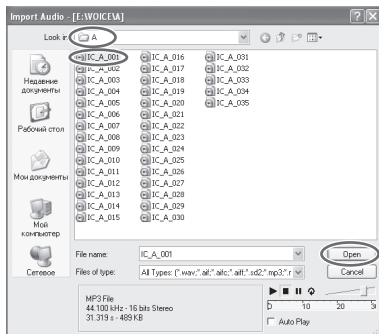 Import Audio - [E:\VOICE\A]
Look in:
A
IC_A_001
IC_A_002
IC_A_003
IC_A_004
IC_A_005
IC_A_006
IC_A_007
IC_A_008
IC_A_009
IC_A_010
IC_A_011
IC_A_012
IC_A_013
IC_A_014
IC_A_015
IC_A_016
IC_A_017
IC_A_018
IC_A_019
IC_A_020
IC_A_021
IC_A_022
IC_A_023
IC_A_024
IC_A_025
IC_A_026
IC_A_027
IC_A_028
IC_A_029
IC_A_030
IC_A_031
IC_A_032
IC_A_033
IC_A_034
IC_A_035
Недавние
документы
Рабочий стол
Мои документы
Мой
компьютер
Сетевое
File name:
IC_A_001
Open
Files of type:
All Types: (*.wav;*.aif;*.aifc;*.aiff;*.sd2;*.mp3;*.r
Cancel
MP3 File
44.100 kHz - 16 bits Stereo
31.319 s - 489 KB
10 20 3
Auto Play